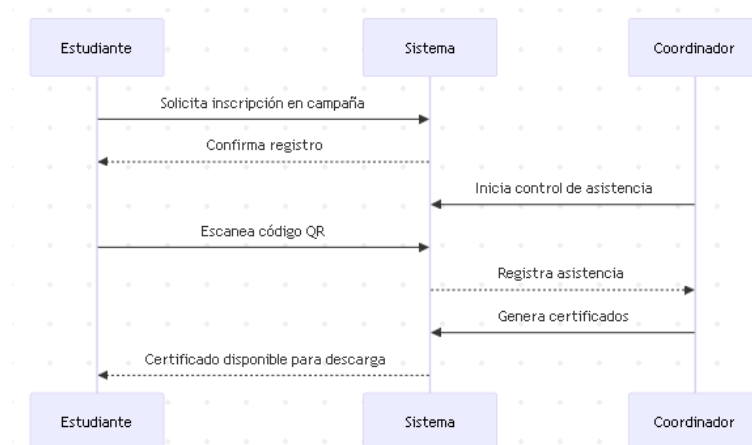 Estudiante
Sistema
Coordinador
Solicita inscripción en campaña
Confirma registro
Inicia control de asistencia
Escanea código QR
Registra asistencia
Genera certificados
Certificado disponible para descarga
Estudiante
Sistema
Coordinador